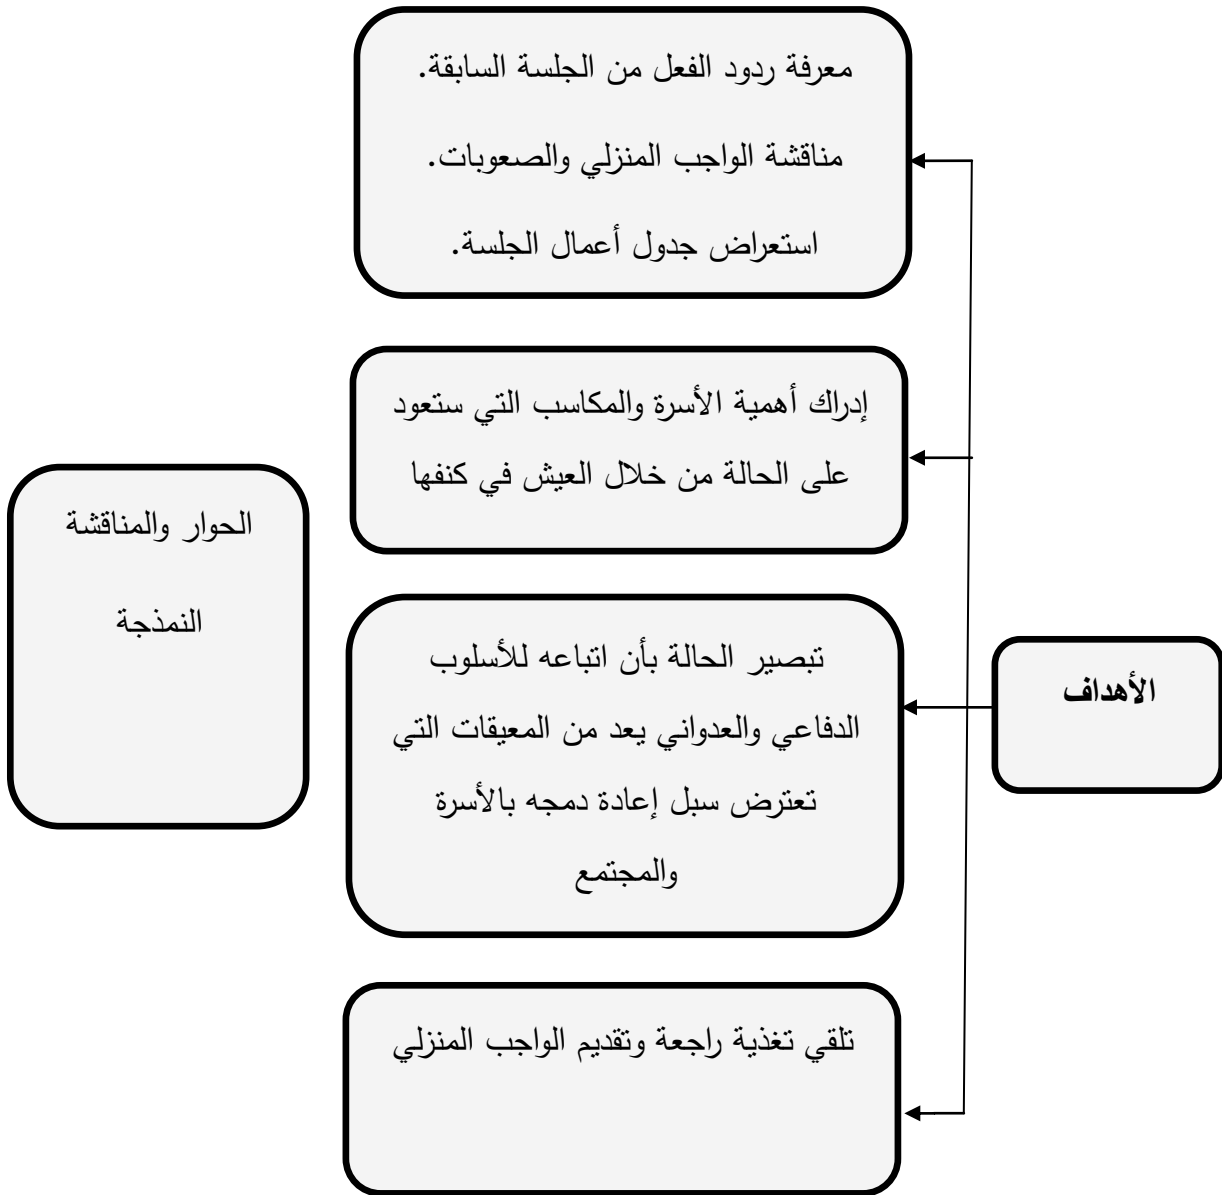 الأهداف
معرفة ردود الفعل من الجلسة السابقة.
مناقشة الواجب المنزلي والصعوبات.
استعراض جدول أعمال الجلسة.
إدراك أهمية الأسرة والمكاسب التي ستعود
على الحالة من خلال العيش في كنفها
تبصير الحالة بأن اتباعه للأسلوب
الدفاعي والعدواني يعد من المعيقات التي
تعترض سبل إعادة دمجه بالأسرة
والمجتمع
تلقي تغذية راجعة وتقديم الواجب المنزلي
الحوار والمناقشة
النمذجة